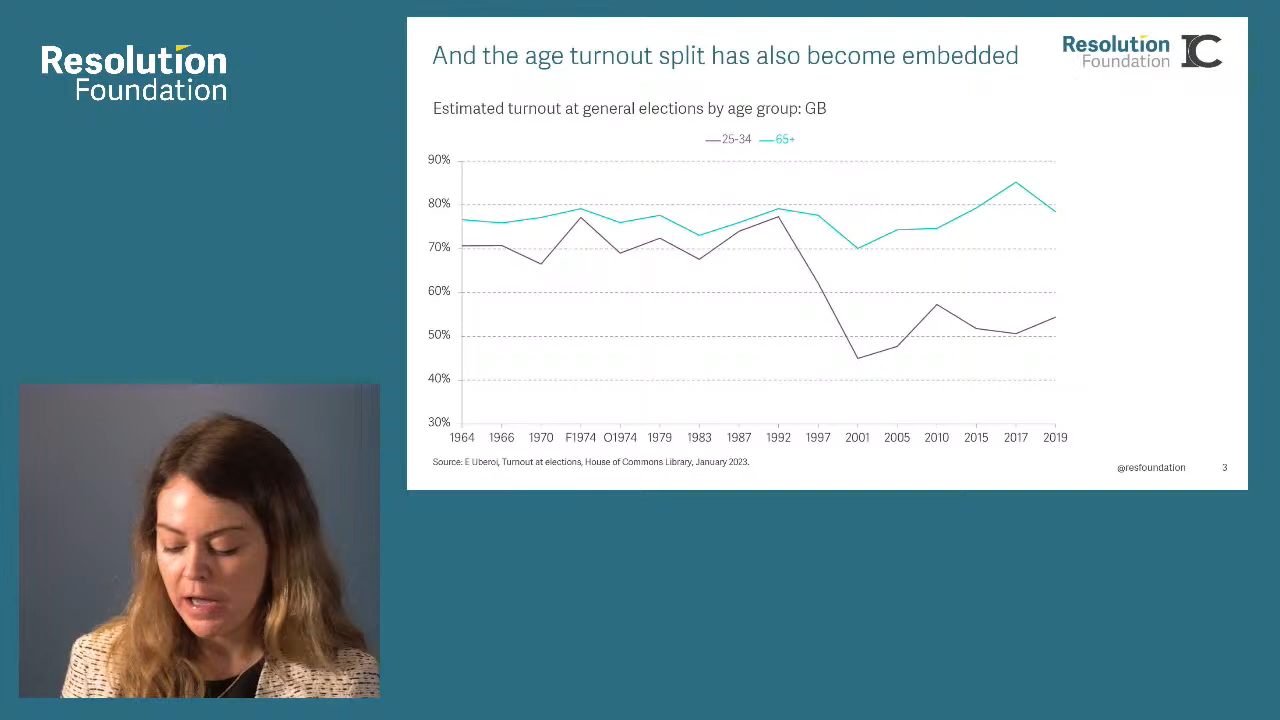 Resolution
Foundation
And the age turnout split has also become embedded
Resolution
Foundation
IC
Estimated turnout at general elections by age group: GB
25-34 65+
90%
80%
70%
60%
50%
40%
30%
1964 1966 1970 F1974 O1974 1979 1983 1987 1992 1997 2001 2005 2010 2015 2017 2019
Source: E Uberoi, Turnout at elections, House of Commons Library, January 2023.
@resfoundation 3